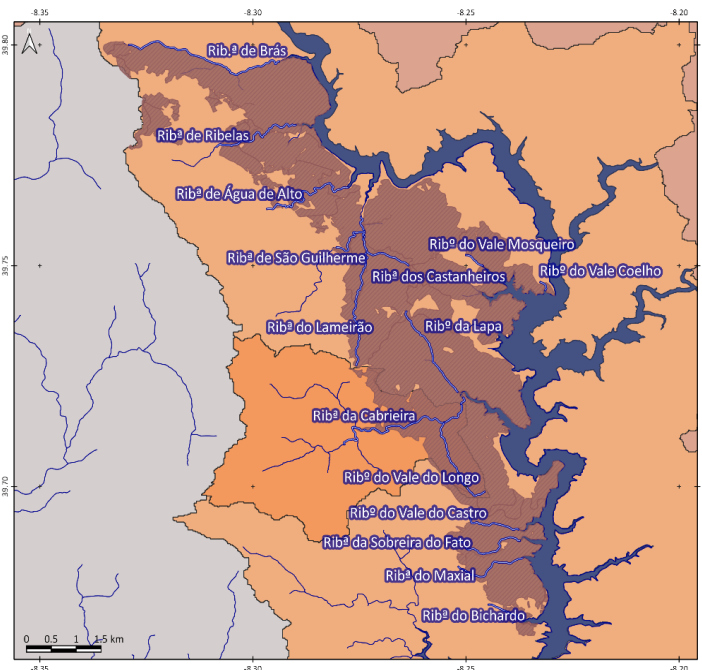 -8.35
-8.30
-8.25
-8.20
39.80
Rib.ª de Brás
Ribª de Ribelas
Ribª de Água de Alto
Ribº do Vale Mosqueiro
Ribª de São Guilherme
39.75
Ribº do Vale Coelho
Ribª dos Castanheiros
Ribª do Lameirão
Ribº da Lapa
Ribª da Cabrieira
Ribº do Vale do Longo
39.70
Ribº do Vale do Castro
Ribª da Sobreira do Fato
Ribª do Maxial
Ribª do Bichardo
0 0.5 1 1.5 km
-8.35
-8.30
-8.25
-8.20